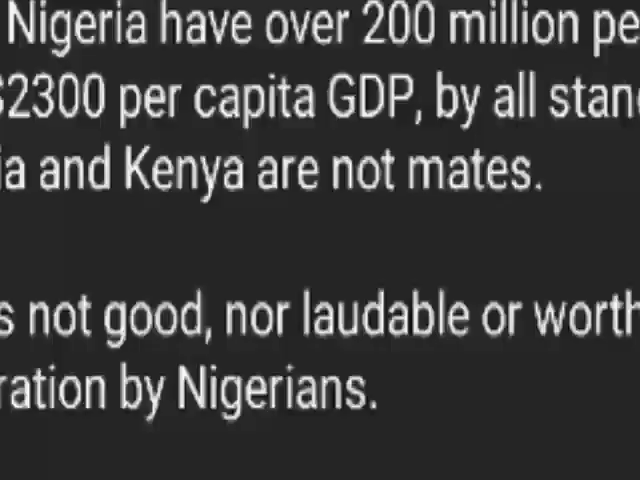 Nigeria have over 200 million pe
$2300 per capita GDP, by all stan
ia and Kenya are not mates.
s not good, nor laudable or worth
ration by Nigerians.